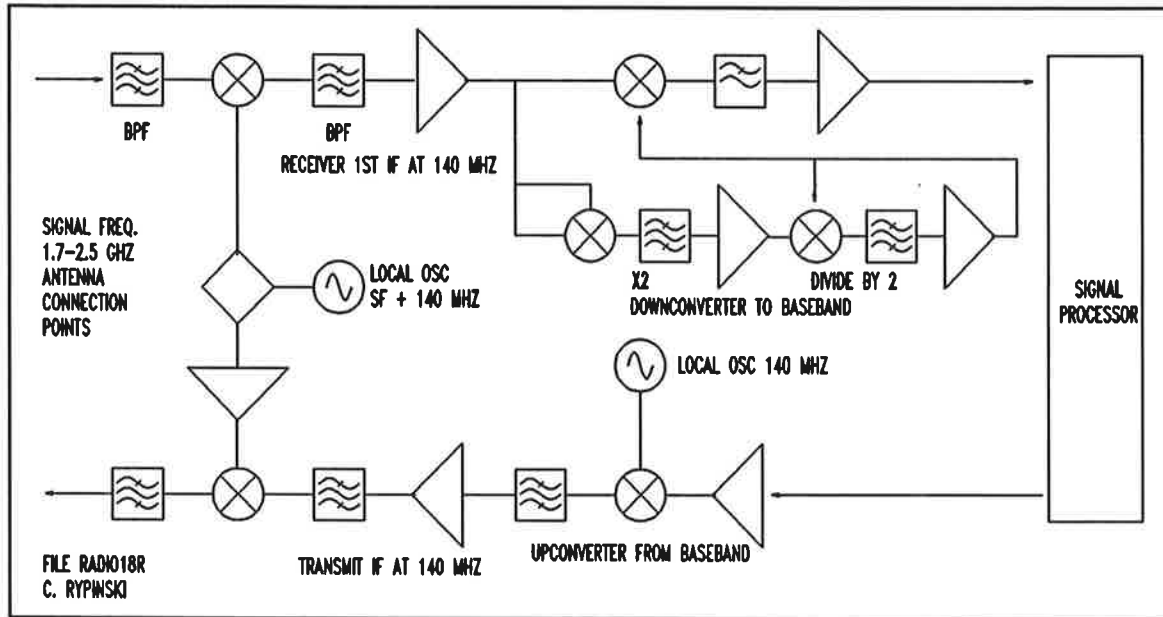 BPF
BPF
RECEIVER 1ST IF AT 140 MHZ
SIGNAL FREQ.
1.7-2.5 GHZ
ANTENNA
CONNECTION
POINTS
LOCAL OSC
SF + 140 MHZ
X2
DIVIDE BY 2
DOWNCONVERTER TO BASEBAND
SIGNAL
PROCESSOR
LOCAL OSC 140 MHZ
UPCONVERTER FROM BASEBAND
TRANSMIT IF AT 140 MHZ
FILE RADIO18R
C. RYPINSKI